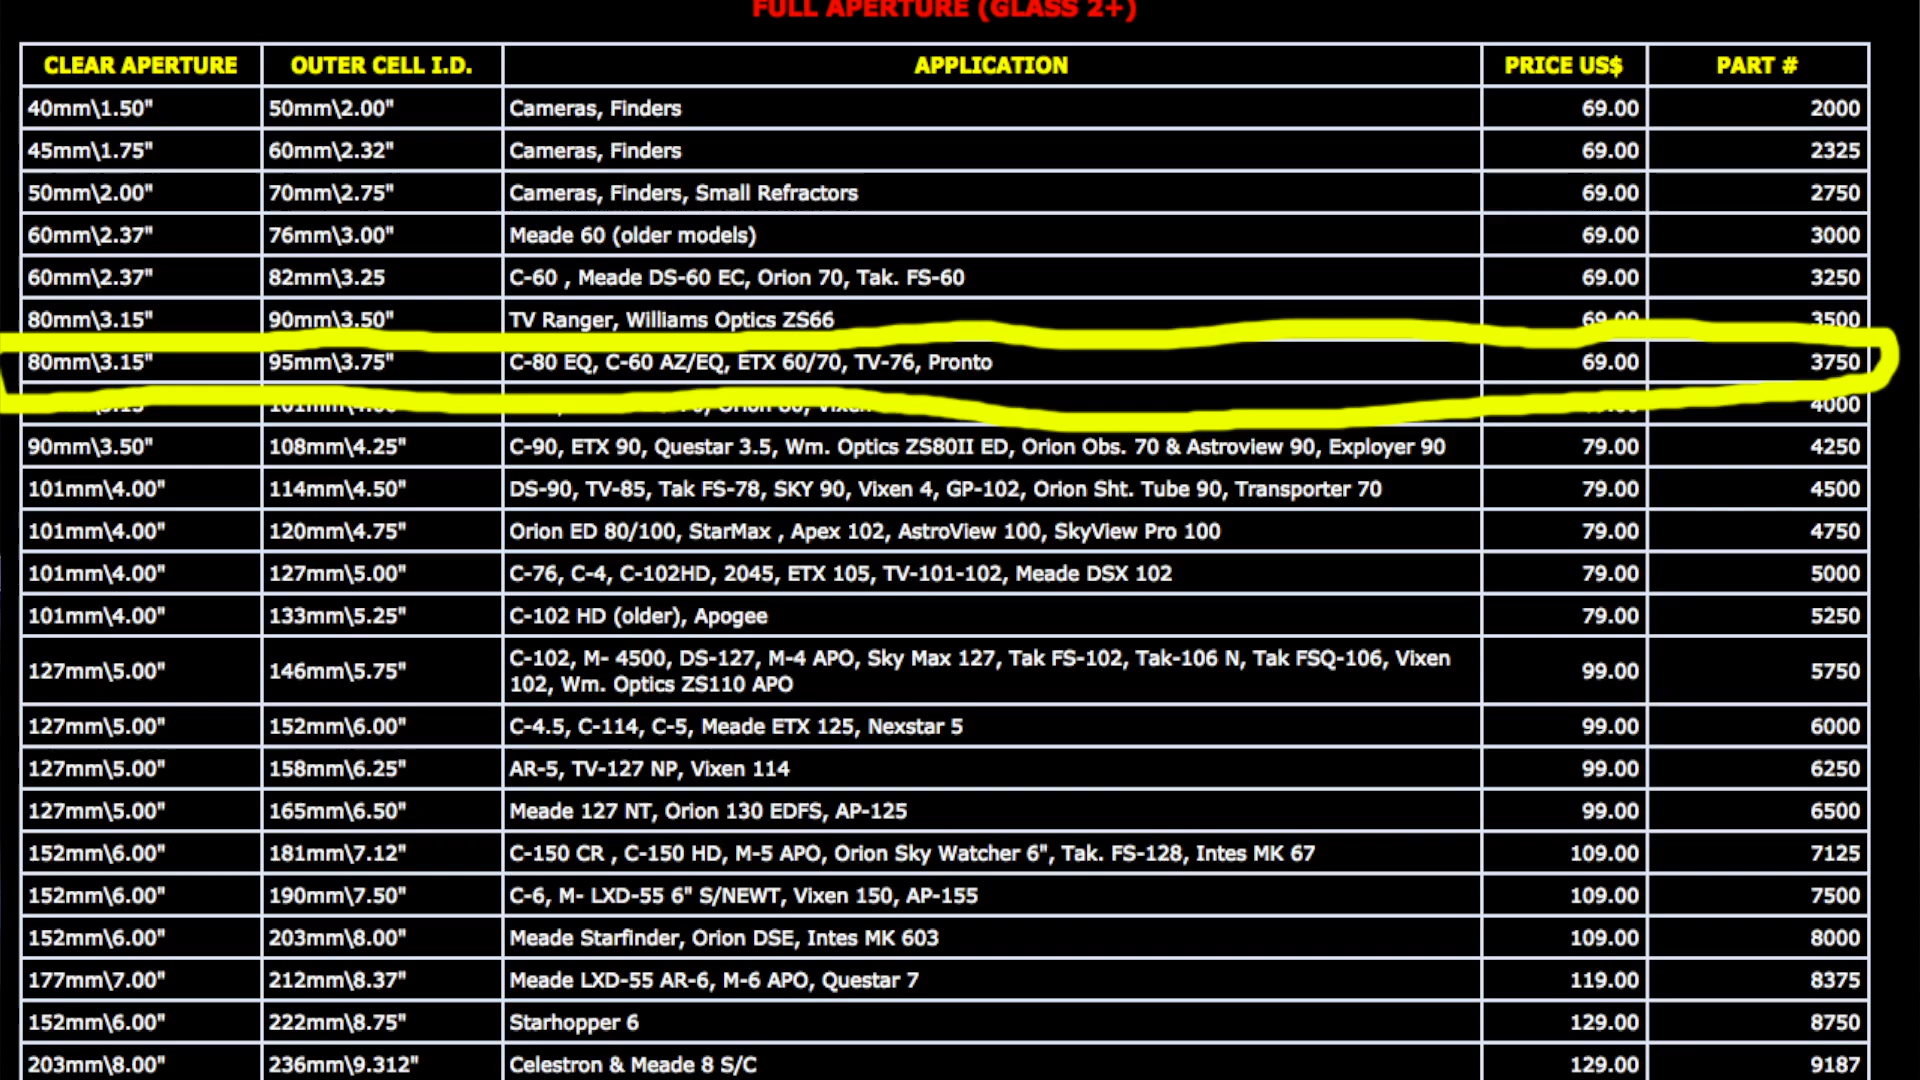 FULL APERTURE (GLASS 2+)
CLEAR APERTURE OUTER CELL I.D. APPLICATION PRICE US$ PART #
40mm\1.50" 50mm\2.00" Cameras, Finders 69.00 2000
45mm\1.75" 60mm\2.32" Cameras, Finders 69.00 2325
50mm\2.00" 70mm\2.75" Cameras, Finders, Small Refractors 69.00 2750
60mm\2.37" 76mm\3.00" Meade 60 (older models) 69.00 3000
60mm\2.37" 82mm\3.25 C-60 , Meade DS-60 EC, Orion 70, Tak. FS-60 69.00 3250
80mm\3.15" 90mm\3.50" TV Ranger, Williams Optics ZS66 69.00 3500
80mm\3.15" 95mm\3.75" C-80 EQ, C-60 AZ/EQ, ETX 60/70, TV-76, Pronto 69.00 3750
101mm\4.00" Orion 80, Vixen 4000
90mm\3.50" 108mm\4.25" C-90, ETX 90, Questar 3.5, Wm. Optics ZS80II ED, Orion Obs. 70 & Astroview 90, Exployer 90 79.00 4250
101mm\4.00" 114mm\4.50" DS-90, TV-85, Tak FS-78, SKY 90, Vixen 4, GP-102, Orion Sht. Tube 90, Transporter 70 79.00 4500
101mm\4.00" 120mm\4.75" Orion ED 80/100, StarMax , Apex 102, AstroView 100, SkyView Pro 100 79.00 4750
101mm\4.00" 127mm\5.00" C-76, C-4, C-102HD, 2045, ETX 105, TV-101-102, Meade DSX 102 79.00 5000
101mm\4.00" 133mm\5.25" C-102 HD (older), Apogee 79.00 5250
127mm\5.00" 146mm\5.75" C-102, M- 4500, DS-127, M-4 APO, Sky Max 127, Tak FS-102, Tak-106 N, Tak FSQ-106, Vixen
102, Wm. Optics ZS110 APO 99.00 5750
127mm\5.00" 152mm\6.00" C-4.5, C-114, C-5, Meade ETX 125, Nexstar 5 99.00 6000
127mm\5.00" 158mm\6.25" AR-5, TV-127 NP, Vixen 114 99.00 6250
127mm\5.00" 165mm\6.50" Meade 127 NT, Orion 130 EDFS, AP-125 99.00 6500
152mm\6.00" 181mm\7.12" C-150 CR , C-150 HD, M-5 APO, Orion Sky Watcher 6", Tak. FS-128, Intes MK 67 109.00 7125
152mm\6.00" 190mm\7.50" C-6, M- LXD-55 6" S/NEWT, Vixen 150, AP-155 109.00 7500
152mm\6.00" 203mm\8.00" Meade Starfinder, Orion DSE, Intes MK 603 109.00 8000
177mm\7.00" 212mm\8.37" Meade LXD-55 AR-6, M-6 APO, Questar 7 119.00 8375
152mm\6.00" 222mm\8.75" Starhopper 6 129.00 8750
203mm\8.00" 236mm\9.312" Celestron & Meade 8 S/C 129.00 9187